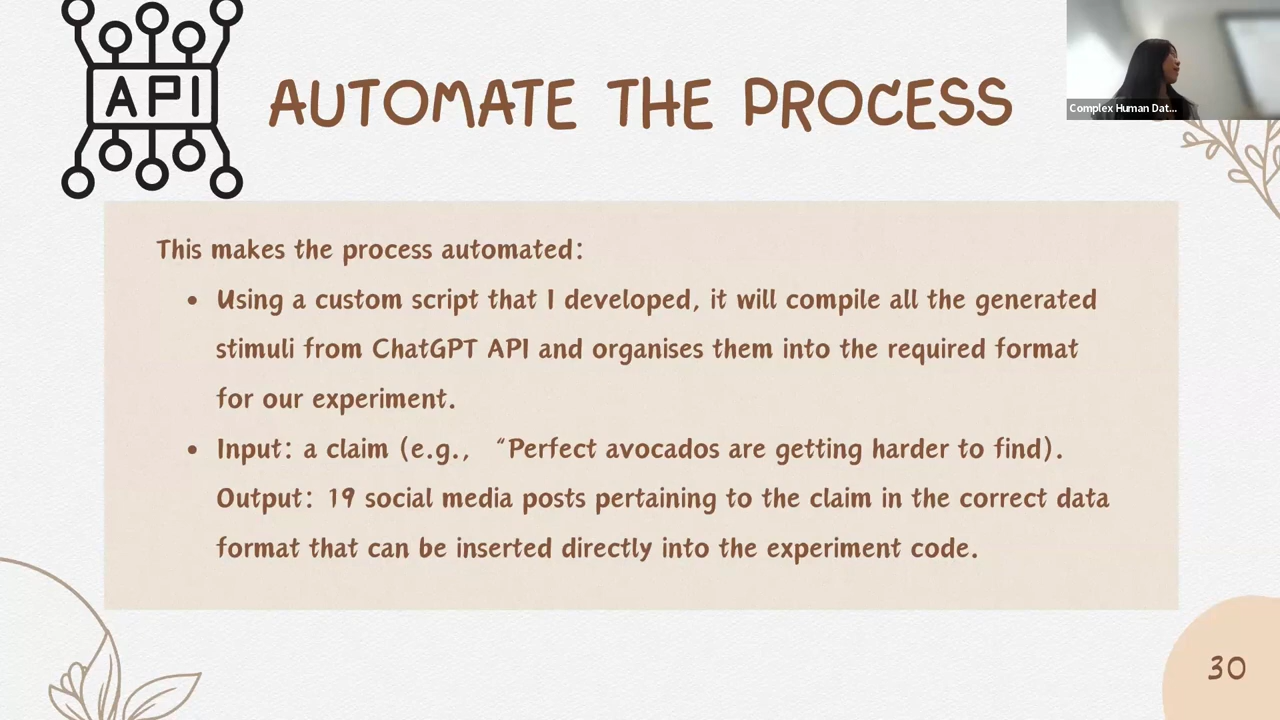 API
AUTOMATE THE PROCESS
Complex Human Dat...
This makes the process automated:
• Using a custom script that I developed, it will compile all the generated
stimuli from ChatGPT API and organises them into the required format
for our experiment.
• Input: a claim (e.g., “Perfect avocados are getting harder to find).
Output: 19 social media posts pertaining to the claim in the correct data
format that can be inserted directly into the experiment code.
30